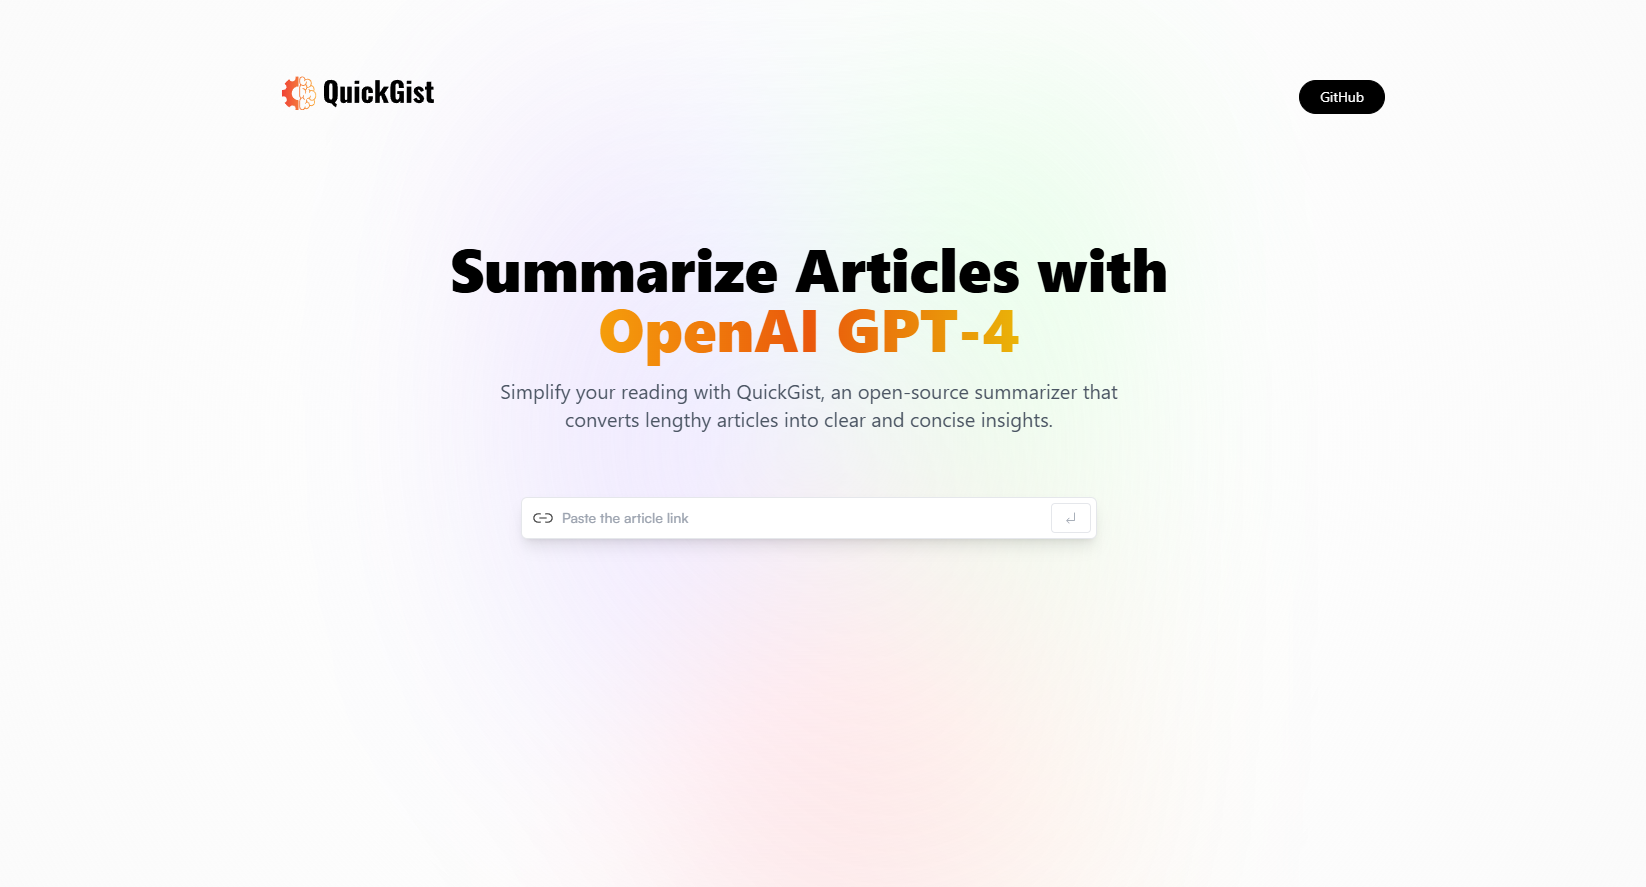 QuickGist
GitHub
Summarize Articles with
OpenAI GPT-4
Simplify your reading with QuickGist, an open-source summarizer that
converts lengthy articles into clear and concise insights.
Paste the article link